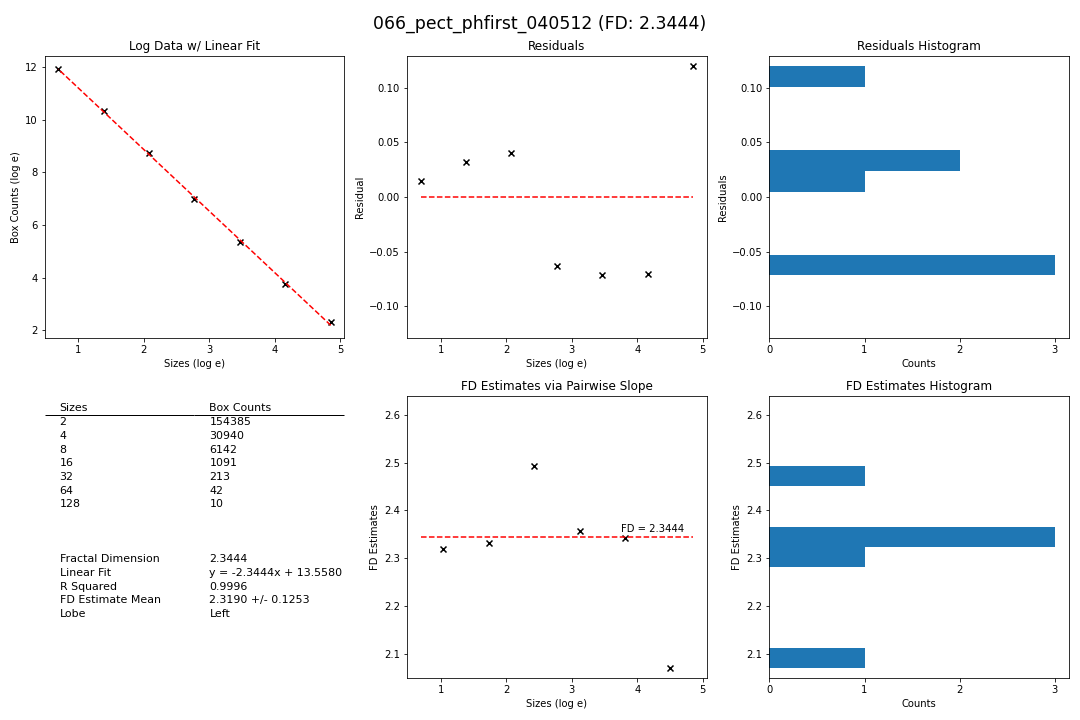 066_pect_phfirst_040512 (FD: 2.3444)
Log Data w/ Linear Fit
12
10
8
6
4
2
Box Counts (log e)
1 2 3 4 5
Sizes (log e)
Residuals
0.10
0.05
0.00
−0.05
−0.10
Residual
1 2 3 4 5
Sizes (log e)
Residuals Histogram
0.10
0.05
0.00
−0.05
−0.10
Residuals
0 1 2 3
Counts
Sizes Box Counts
2 154385
4 30940
8 6142
16 1091
32 213
64 42
128 10
Fractal Dimension 2.3444
Linear Fit y = -2.3444x + 13.5580
R Squared 0.9996
FD Estimate Mean 2.3190 +/- 0.1253
Lobe Left
FD Estimates via Pairwise Slope
2.6
2.5
2.4
2.3
2.2
2.1
FD Estimates
FD = 2.3444
1 2 3 4 5
Sizes (log e)
FD Estimates Histogram
2.6
2.5
2.4
2.3
2.2
2.1
FD Estimates
0 1 2 3
Counts